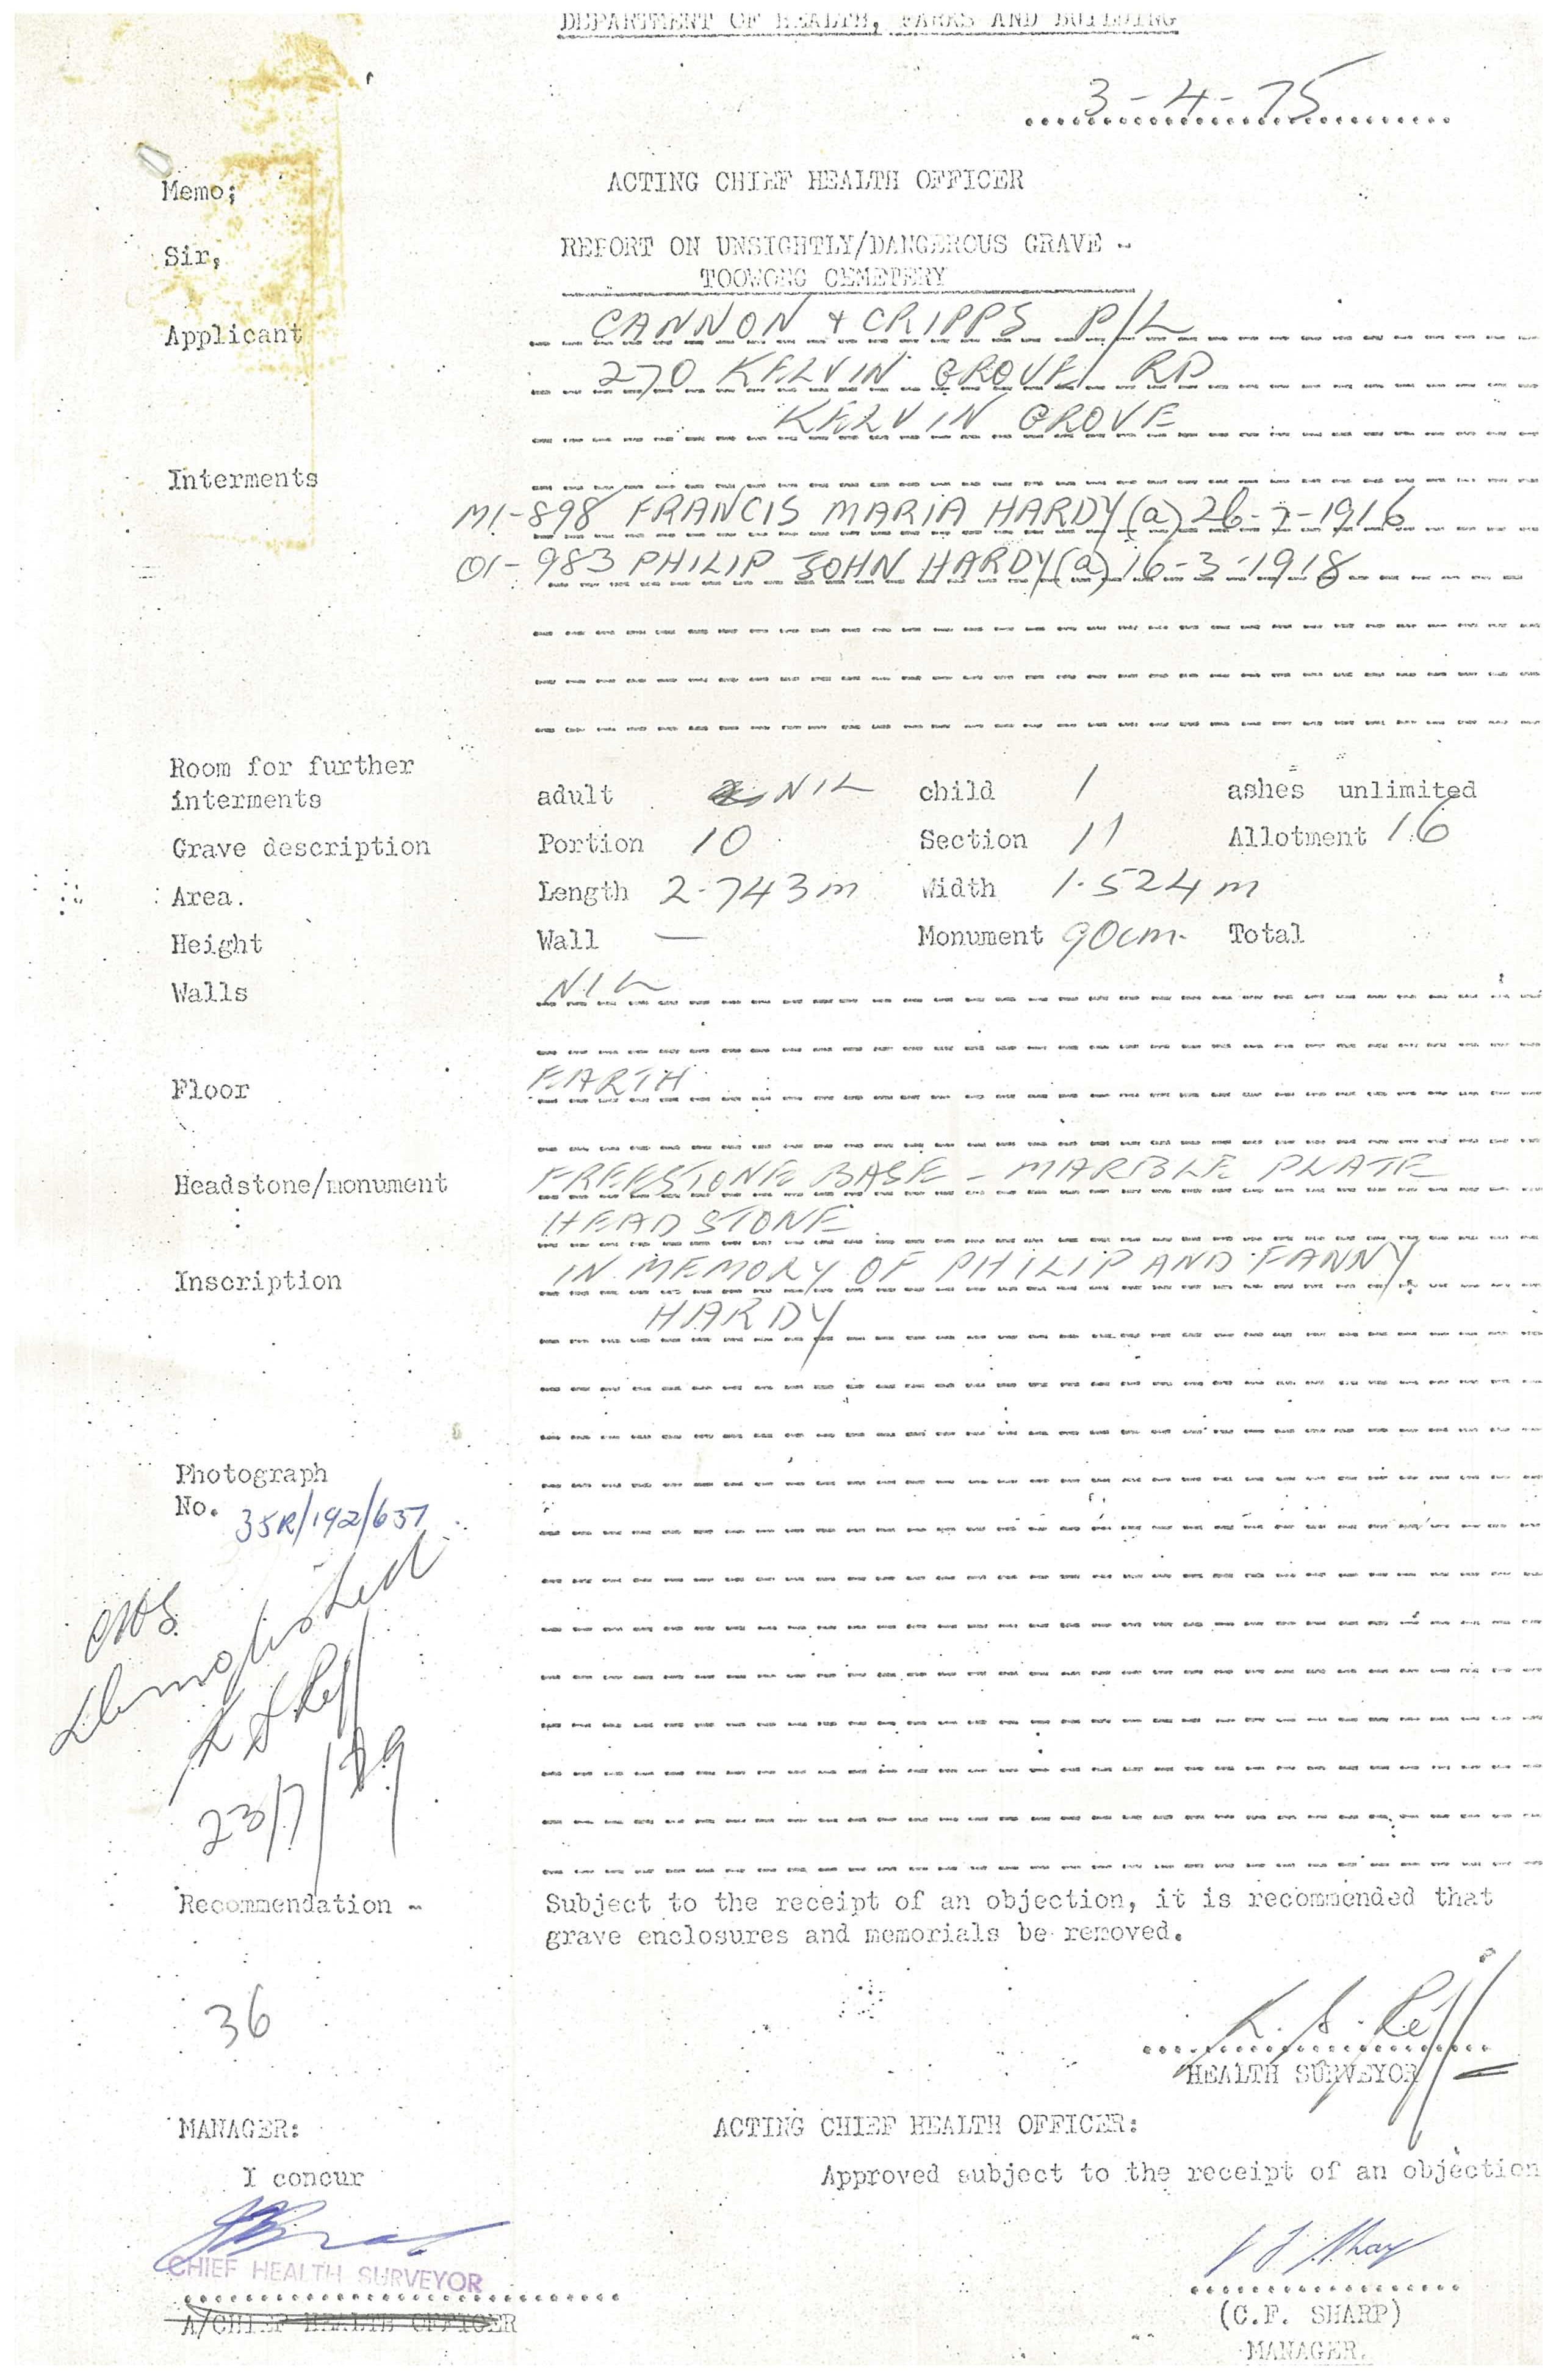 DEPARTMENT OF HEALTH, PARKS AND BUILDING
3-4-75
Memo; ACTING CHIEF HEALTH OFFICER
Sir, REPORT ON UNSIGHTLY/DANGEROUS GRAVE -
TOOWONG CEMETERY
Applicant CANNON + CRIPPS P/L
270 KELVIN GROVE RD
KELVIN GROVE
Interments
M1-898 FRANCIS MARIA HARDY (a) 26-7-1916
01-983 PHILIP JOHN HARDY (a) 16-3-1918
Room for further
interments adult NIL child 1 ashes unlimited
Grave description Portion 10 Section 11 Allotment 16
Area. Length 2.743m Width 1.524m
Height Wall — Monument 90cm. Total
Walls NIL
Floor EARTH
Headstone/monument FREESTONE BASE - MARBLE PLATE
HEADSTONE
Inscription IN MEMORY OF PHILIP AND FANNY
HARDY
Photograph
No. 35R/192/637
Demolished
23/7/79
Recommendation - Subject to the receipt of an objection, it is recommended that
grave enclosures and memorials be removed.
36
HEALTH SURVEYOR
MANAGER: ACTING CHIEF HEALTH OFFICER:
I concur Approved subject to the receipt of an objection
CHIEF HEALTH SURVEYOR
A/CHIEF HEALTH OFFICER
(C.F. SHARP)
MANAGER.